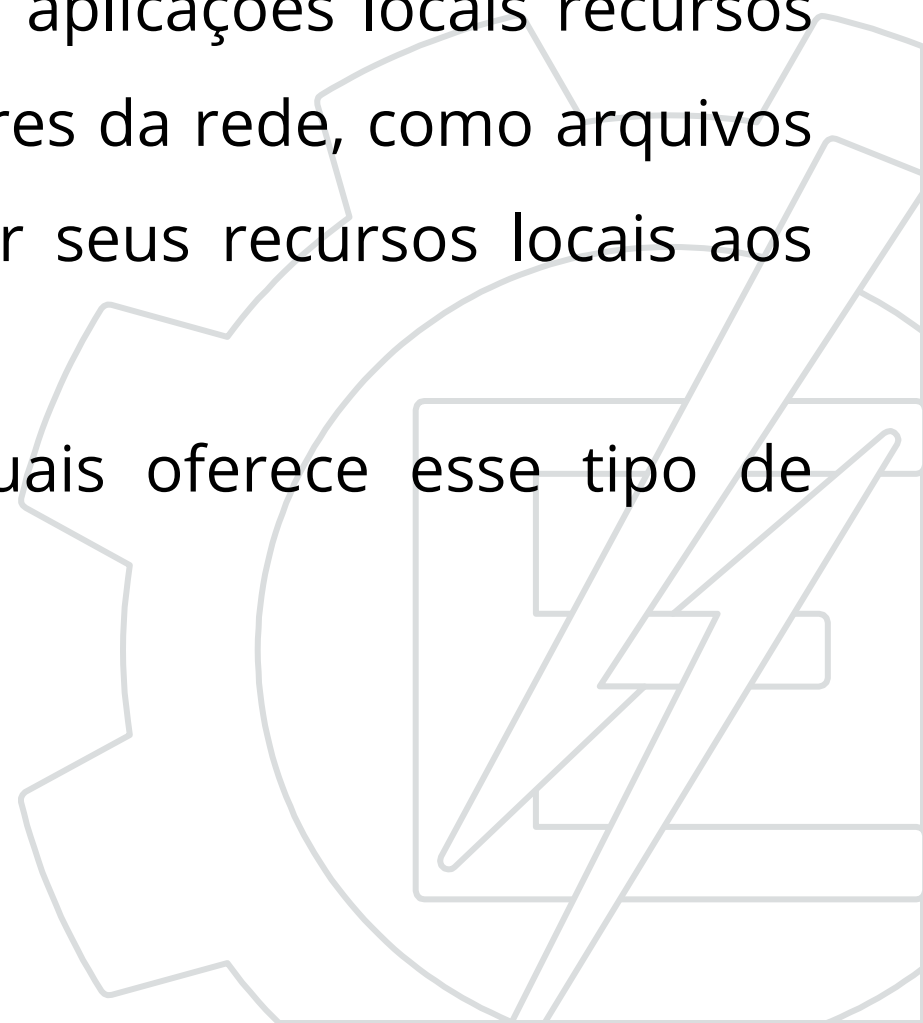 aplicações locais recursos
res da rede, como arquivos
r seus recursos locais aos
uais oferece esse tipo de